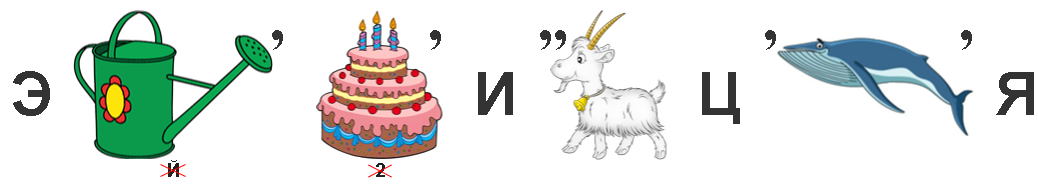 Э , , И ,, Ц , , Я
й 2